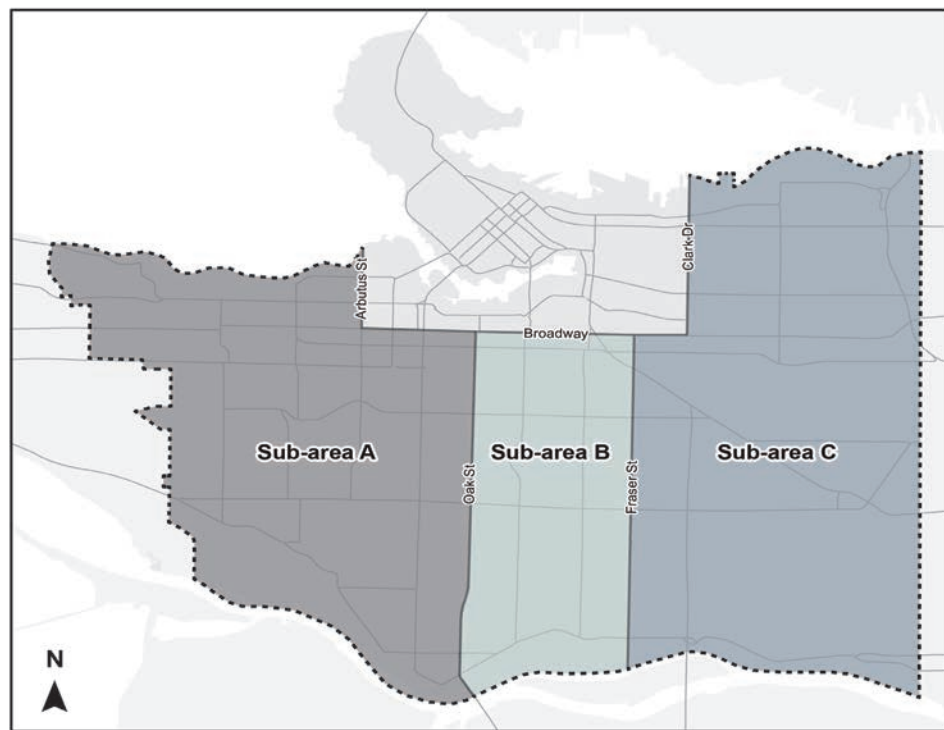 Clark Dr
Arbutus St
Broadway
Sub-area A
Sub-area B
Sub-area C
Oak St
Fraser St
N